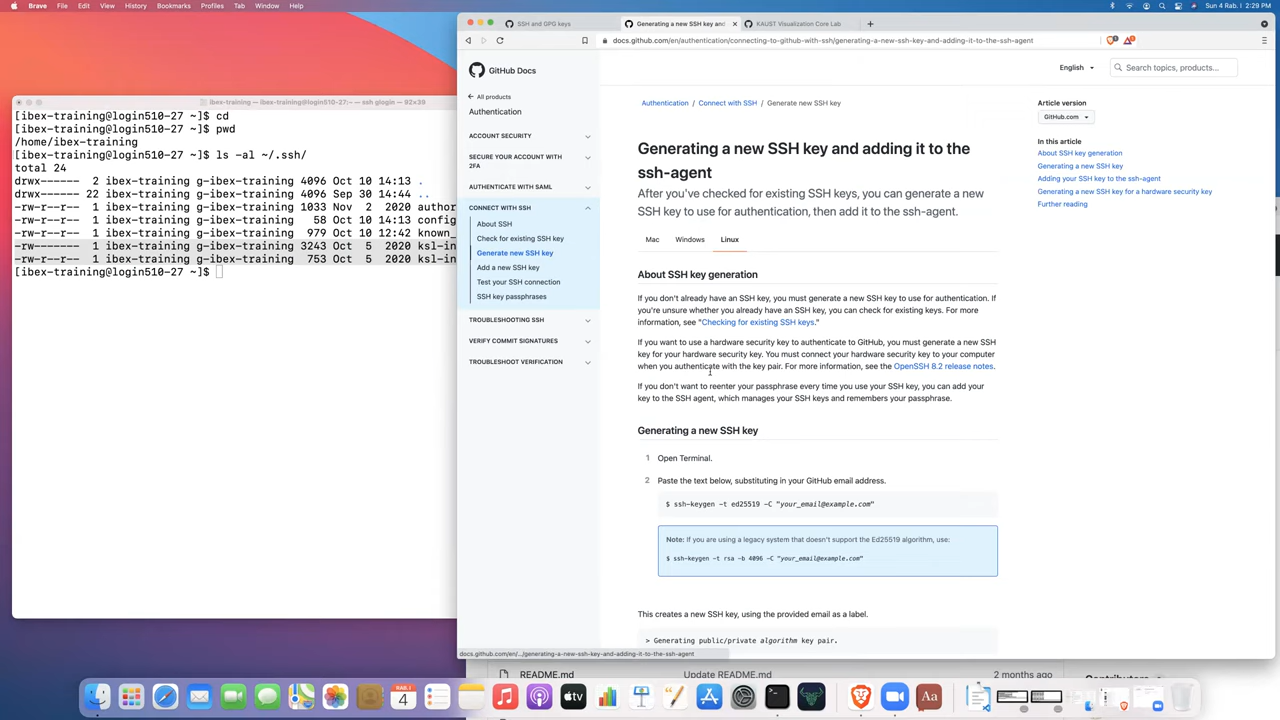 Brave File Edit View History Bookmarks Profiles Tab Window Help
Sun 4 Rab. I 2:29 PM
SSH and GPG keys
Generating a new SSH key and
KAUST Visualization Core Lab
docs.github.com/en/authentication/connecting-to-github-with-ssh/generating-a-new-ssh-key-and-adding-it-to-the-ssh-agent
ibex-training — ibex-training@login510-27:~ — ssh glogin — 92×39
[ibex-training@login510-27 ~]$ cd
[ibex-training@login510-27 ~]$ pwd
/home/ibex-training
[ibex-training@login510-27 ~]$ ls -al ~/.ssh/
total 24
drwx------ 2 ibex-training g-ibex-training 4096 Oct 10 14:13 .
drwx------ 22 ibex-training g-ibex-training 4096 Sep 30 14:44 ..
-rw-r--r-- 1 ibex-training g-ibex-training 1033 Nov 2 2020 author
-rw-r--r-- 1 ibex-training g-ibex-training 58 Oct 10 14:13 config
-rw-r--r-- 1 ibex-training g-ibex-training 979 Oct 10 12:42 known_
-rw------- 1 ibex-training g-ibex-training 3243 Oct 5 2020 ksl-in
-rw-r--r-- 1 ibex-training g-ibex-training 753 Oct 5 2020 ksl-in
[ibex-training@login510-27 ~]$
GitHub Docs
English
Search topics, products...
All products
Authentication
ACCOUNT SECURITY
SECURE YOUR ACCOUNT WITH
2FA
AUTHENTICATE WITH SAML
CONNECT WITH SSH
About SSH
Check for existing SSH key
Generate new SSH key
Add a new SSH key
Test your SSH connection
SSH key passphrases
TROUBLESHOOTING SSH
VERIFY COMMIT SIGNATURES
TROUBLESHOOT VERIFICATION
Authentication / Connect with SSH / Generate new SSH key
Generating a new SSH key and adding it to the
ssh-agent
After you've checked for existing SSH keys, you can generate a new
SSH key to use for authentication, then add it to the ssh-agent.
Mac Windows Linux
About SSH key generation
If you don't already have an SSH key, you must generate a new SSH key to use for authentication. If
you're unsure whether you already have an SSH key, you can check for existing keys. For more
information, see "Checking for existing SSH keys."
If you want to use a hardware security key to authenticate to GitHub, you must generate a new SSH
key for your hardware security key. You must connect your hardware security key to your computer
when you authenticate with the key pair. For more information, see the OpenSSH 8.2 release notes.
If you don't want to reenter your passphrase every time you use your SSH key, you can add your
key to the SSH agent, which manages your SSH keys and remembers your passphrase.
Generating a new SSH key
1 Open Terminal.
2 Paste the text below, substituting in your GitHub email address.
$ ssh-keygen -t ed25519 -C "your_email@example.com"
Note: If you are using a legacy system that doesn't support the Ed25519 algorithm, use:
$ ssh-keygen -t rsa -b 4096 -C "your_email@example.com"
This creates a new SSH key, using the provided email as a label.
> Generating public/private algorithm key pair.
Article version
GitHub.com
In this article
About SSH key generation
Generating a new SSH key
Adding your SSH key to the ssh-agent
Generating a new SSH key for a hardware security key
Further reading
docs.github.com/en/.../generating-a-new-ssh-key-and-adding-it-to-the-ssh-agent
README.md Update README.md 2 months ago